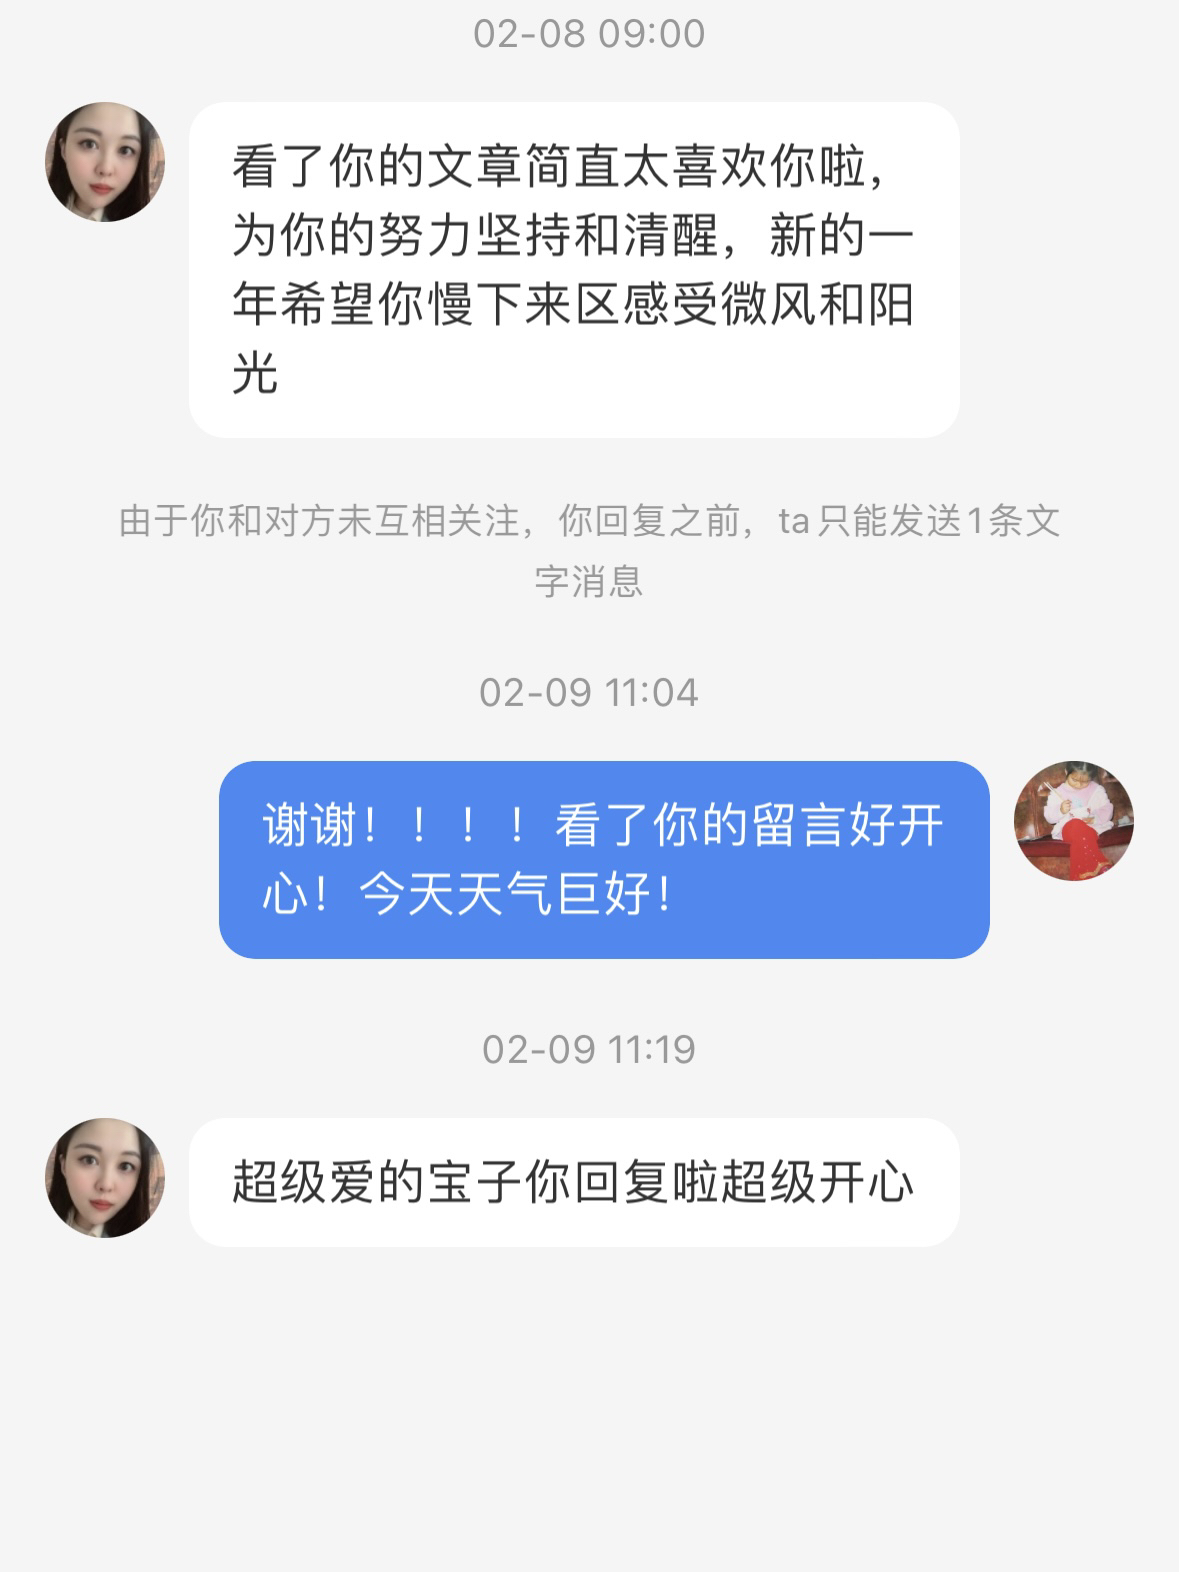 02-08 09:00
看了你的文章简直太喜欢你啦，
为你的努力坚持和清醒，新的一
年希望你慢下来区感受微风和阳
光
由于你和对方未互相关注，你回复之前，ta只能发送1条文
字消息
02-09 11:04
谢谢！！！！看了你的留言好开
心！今天天气巨好！
02-09 11:19
超级爱的宝子你回复啦超级开心